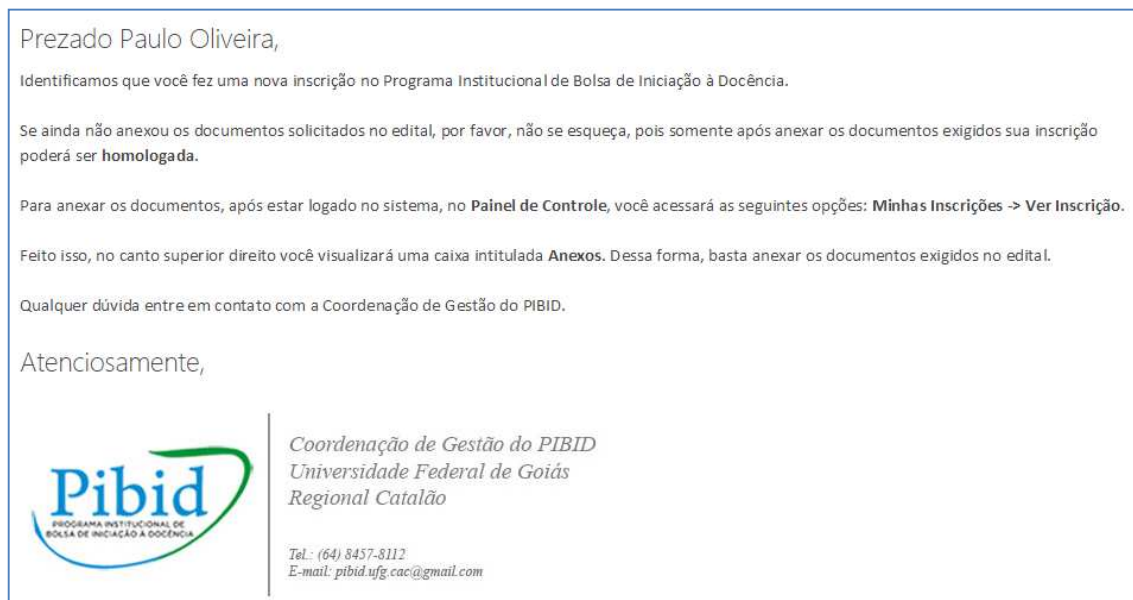 Prezado Paulo Oliveira,
Identificamos que você fez uma nova inscrição no Programa Institucional de Bolsa de Iniciação à Docência.
Se ainda não anexou os documentos solicitados no edital, por favor, não se esqueça, pois somente após anexar os documentos exigidos sua inscrição
poderá ser homologada.
Para anexar os documentos, após estar logado no sistema, no Painel de Controle, você acessará as seguintes opções: Minhas Inscrições -> Ver Inscrição.
Feito isso, no canto superior direito você visualizará uma caixa intitulada Anexos. Dessa forma, basta anexar os documentos exigidos no edital.
Qualquer dúvida entre em contato com a Coordenação de Gestão do PIBID.
Atenciosamente,
Pibid
PROGRAMA INSTITUCIONAL DE
BOLSA DE INICIAÇÃO À DOCÊNCIA
Coordenação de Gestão do PIBID
Universidade Federal de Goiás
Regional Catalão
Tel.: (64) 8457-8112
E-mail: pibid.ufg.cac@gmail.com